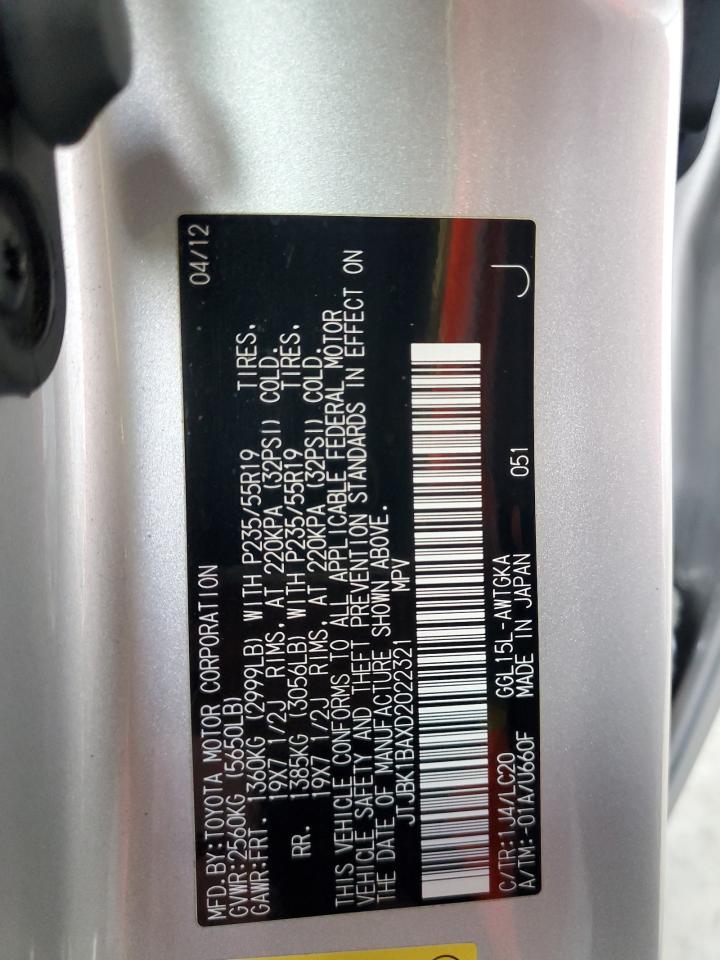 MFD.BY:TOYOTA MOTOR CORPORATION 04/12
GVWR:2560KG (5650LB)
GAWR:FRT. 1360KG (2999LB) WITH P235/55R19 TIRES,
19X7 1/2J RIMS, AT 220KPA (32PSI) COLD.
RR. 1385KG (3056LB) WITH P235/55R19 TIRES,
19X7 1/2J RIMS, AT 220KPA (32PSI) COLD.
THIS VEHICLE CONFORMS TO ALL APPLICABLE FEDERAL MOTOR
VEHICLE SAFETY AND THEFT PREVENTION STANDARDS IN EFFECT ON
THE DATE OF MANUFACTURE SHOWN ABOVE.
JTJBK1BAXD2022321 MPV
C/TR:1J4/LC20 GGL15L-AWTGKA 051
A/TM:-01A/U660F MADE IN JAPAN J